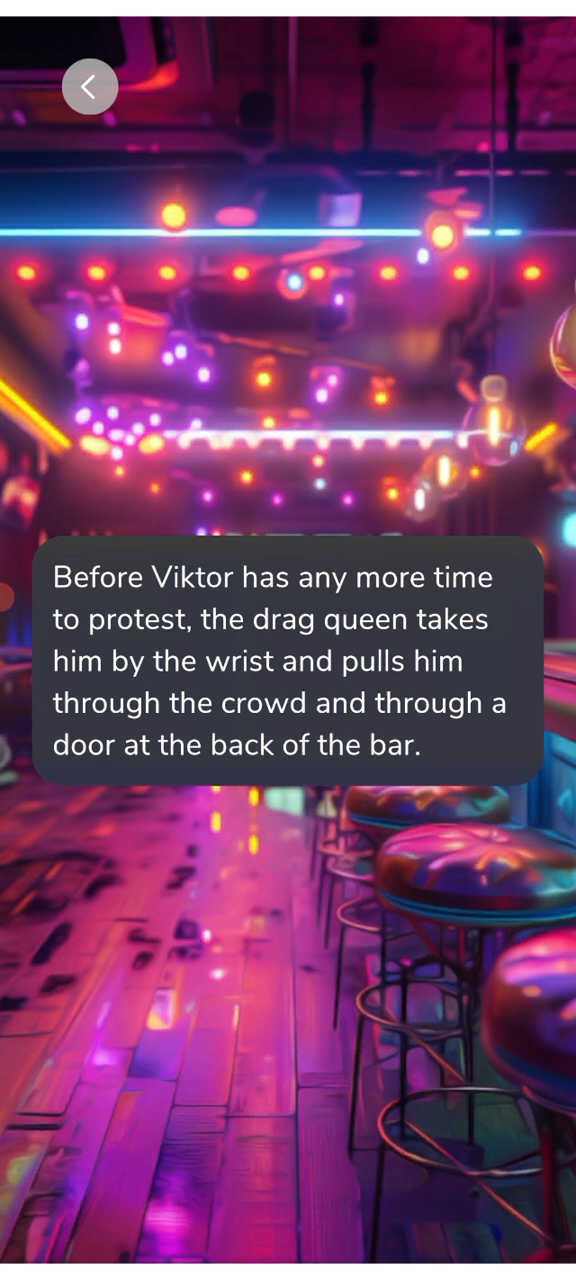 Before Viktor has any more time
to protest, the drag queen takes
him by the wrist and pulls him
through the crowd and through a
door at the back of the bar.